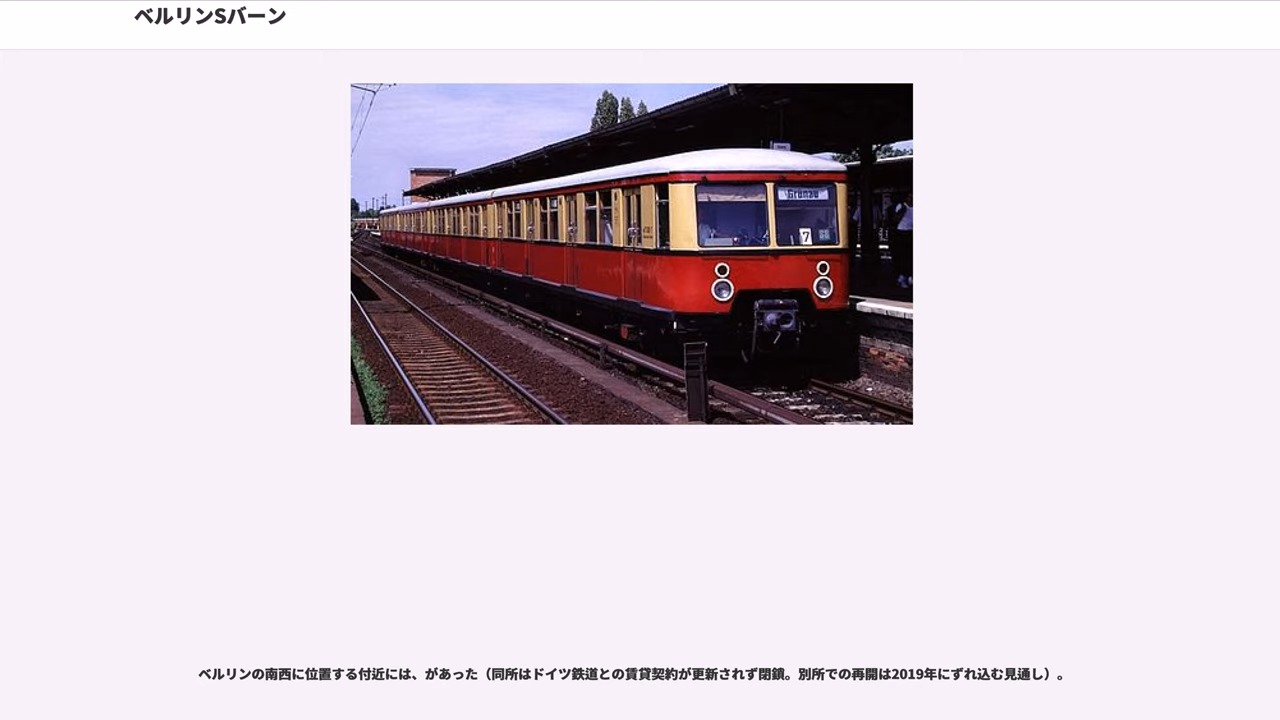 ベルリンSバーン
Grünau
7
ベルリンの南西に位置する付近には、があった（同所はドイツ鉄道との賃貸契約が更新されず閉鎖。別所での再開は2019年にずれ込む見通し）。